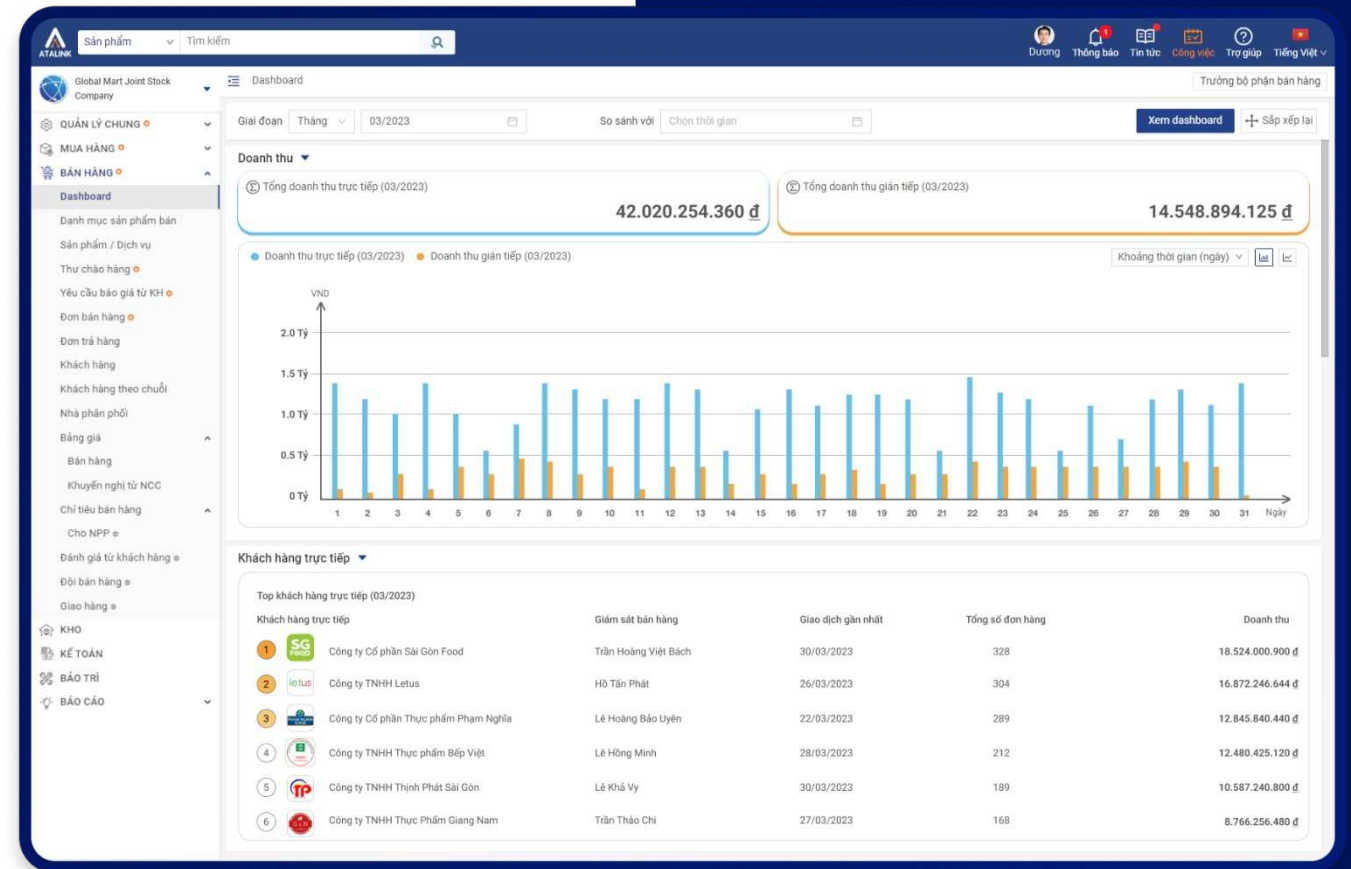 ATALINK
Sản phẩm
Tìm kiếm
Dương
Thông báo
1
Tin tức
Công việc
Trợ giúp
Tiếng Việt
Global Mart Joint Stock
Company
Dashboard
Trưởng bộ phận bán hàng
QUẢN LÝ CHUNG
MUA HÀNG
BÁN HÀNG
Dashboard
Danh mục sản phẩm bán
Sản phẩm / Dịch vụ
Thư chào hàng
Yêu cầu báo giá từ KH
Đơn bán hàng
Đơn trả hàng
Khách hàng
Khách hàng theo chuỗi
Nhà phân phối
Bảng giá
Bán hàng
Khuyến nghị từ NCC
Chỉ tiêu bán hàng
Cho NPP
Đánh giá từ khách hàng
Đội bán hàng
Giao hàng
KHO
KẾ TOÁN
BẢO TRÌ
BÁO CÁO
Giai đoạn Tháng 03/2023 So sánh với Chọn thời gian Xem dashboard Sắp xếp lại
Doanh thu
Tổng doanh thu trực tiếp (03/2023)
42.020.254.360 ₫
Tổng doanh thu gián tiếp (03/2023)
14.548.894.125 ₫
Doanh thu trực tiếp (03/2023) Doanh thu gián tiếp (03/2023) Khoảng thời gian (ngày)
VND
2.0 Tỷ
1.5 Tỷ
1.0 Tỷ
0.5 Tỷ
0 Tỷ
1 2 3 4 5 6 7 8 9 10 11 12 13 14 15 16 17 18 19 20 21 22 23 24 25 26 27 28 29 30 31 Ngày
Khách hàng trực tiếp
Top khách hàng trực tiếp (03/2023)
Khách hàng trực tiếp Giám sát bán hàng Giao dịch gần nhất Tổng số đơn hàng Doanh thu
1 SG FOOD Công ty Cổ phần Sài Gòn Food Trần Hoàng Việt Bách 30/03/2023 328 18.524.000.900 ₫
2 letus Công ty TNHH Letus Hồ Tấn Phát 26/03/2023 304 16.872.246.644 ₫
3 Công ty Cổ phần Thực phẩm Phạm Nghĩa Lê Hoàng Bảo Uyên 22/03/2023 289 12.845.840.440 ₫
4 Công ty TNHH Thực phẩm Bếp Việt Lê Hồng Minh 28/03/2023 212 12.480.425.120 ₫
5 TP Công ty TNHH Thịnh Phát Sài Gòn Lê Khả Vy 30/03/2023 189 10.587.240.800 ₫
6 Công ty TNHH Thực Phẩm Giang Nam Trần Thảo Chi 27/03/2023 168 8.766.256.480 ₫